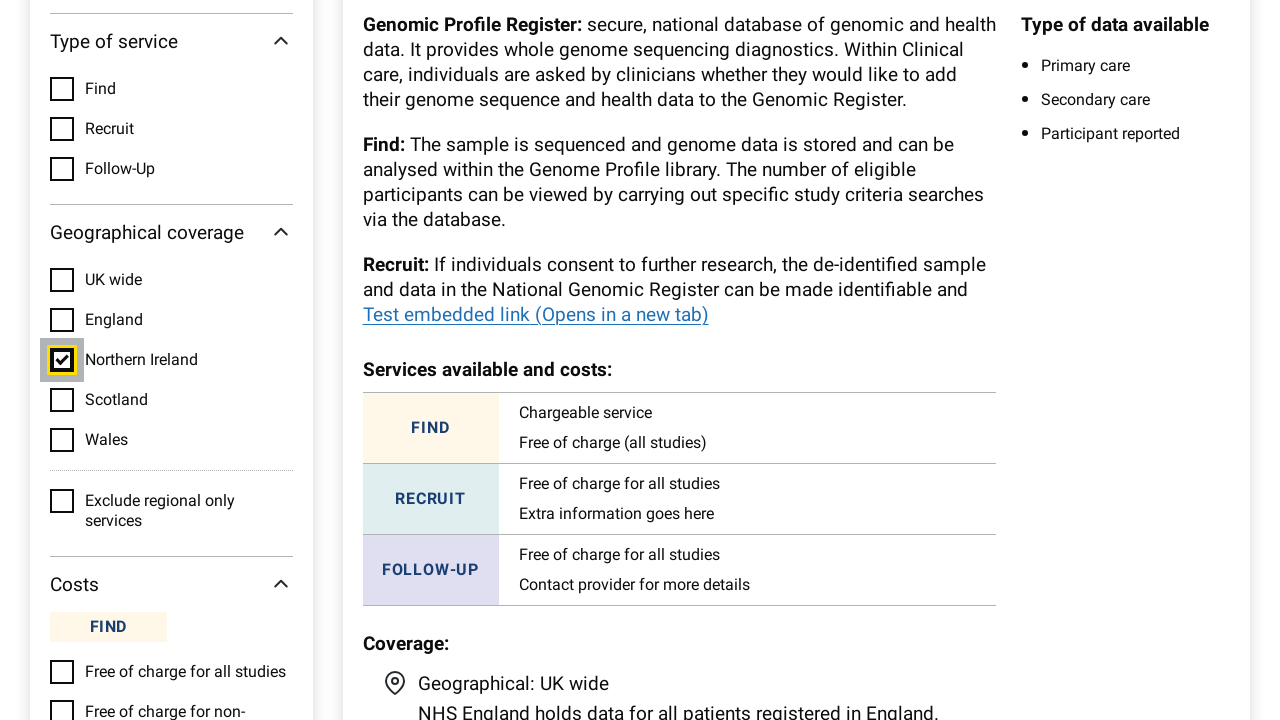 Type of service
Find
Recruit
Follow-Up
Geographical coverage
UK wide
England
Northern Ireland
Scotland
Wales
Exclude regional only
services
Costs
FIND
Free of charge for all studies
Free of charge for non-
Genomic Profile Register: secure, national database of genomic and health
data. It provides whole genome sequencing diagnostics. Within Clinical
care, individuals are asked by clinicians whether they would like to add
their genome sequence and health data to the Genomic Register.
Find: The sample is sequenced and genome data is stored and can be
analysed within the Genome Profile library. The number of eligible
participants can be viewed by carrying out specific study criteria searches
via the database.
Recruit: If individuals consent to further research, the de-identified sample
and data in the National Genomic Register can be made identifiable and
Test embedded link (Opens in a new tab)
Services available and costs:
FIND
Chargeable service
Free of charge (all studies)
RECRUIT
Free of charge for all studies
Extra information goes here
FOLLOW-UP
Free of charge for all studies
Contact provider for more details
Coverage:
Geographical: UK wide
NHS England holds data for all patients registered in England.
Type of data available
Primary care
Secondary care
Participant reported